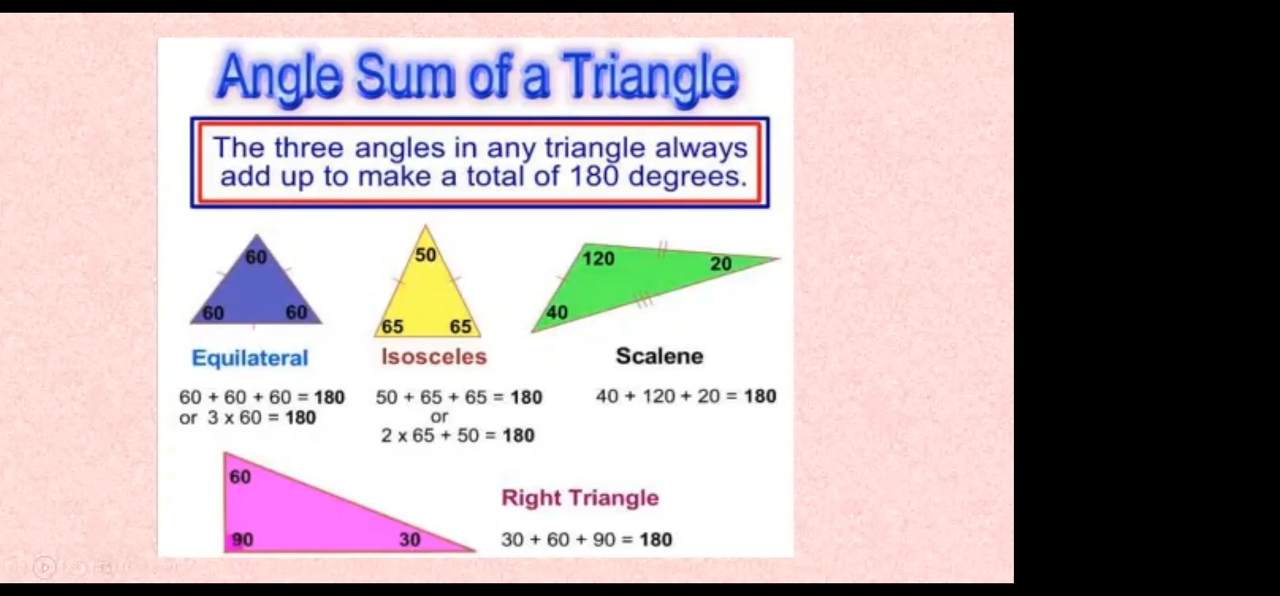 Angle Sum of a Triangle
The three angles in any triangle always
add up to make a total of 180 degrees.
60
60 60
50
65 65
120 20
40
Equilateral
Isosceles
Scalene
60 + 60 + 60 = 180
or 3 x 60 = 180
50 + 65 + 65 = 180
or
2 x 65 + 50 = 180
40 + 120 + 20 = 180
60
90 30
Right Triangle
30 + 60 + 90 = 180